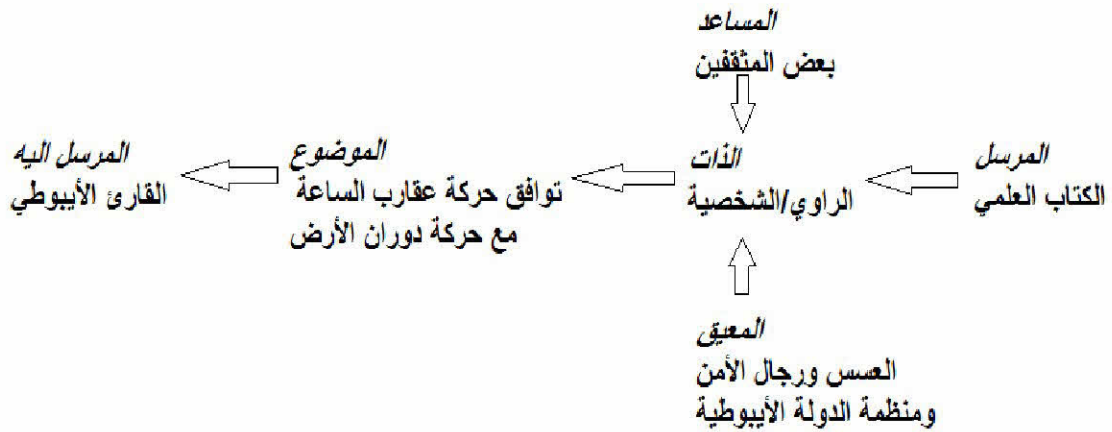 المساعد
بعض المثقفين
المرسل
الكتاب العلمي
الذات
الراوي/الشخصية
الموضوع
توافق حركة عقارب الساعة
مع حركة دوران الأرض
المرسل اليه
القارئ الأيبوطي
المعيق
العسس ورجال الأمن
ومنظمة الدولة الأيبوطية